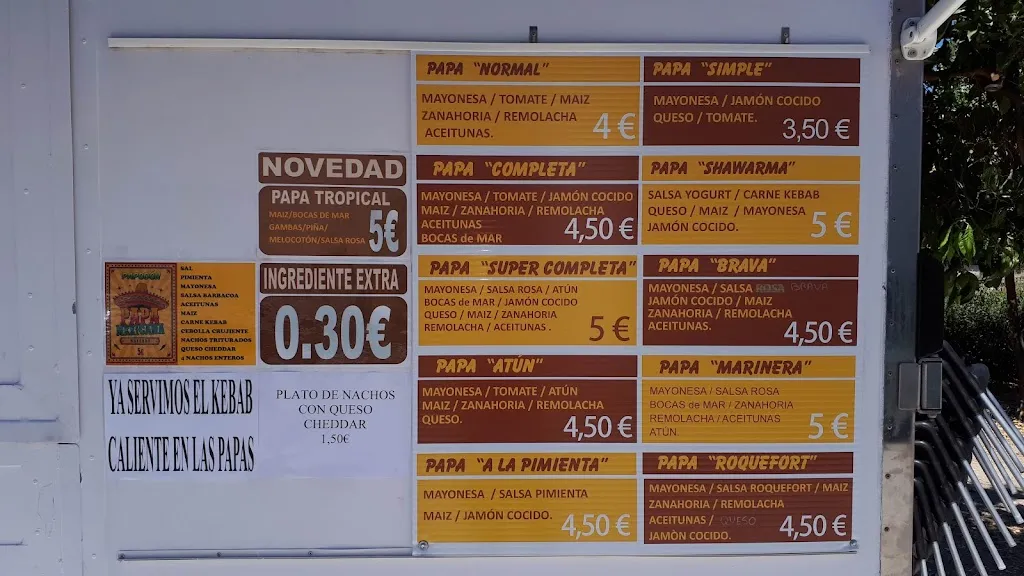 NOVEDAD
PAPA TROPICAL
MAIZ/BOCAS DE MAR
GAMBAS/PIÑA/
MELOCOTÓN/SALSA ROSA
5€
SAL
PIMIENTA
MAYONESA
SALSA BARBACOA
ACEITUNAS
MAIZ
CARNE KEBAB
CEBOLLA CRUJIENTE
NACHOS TRITURADOS
QUESO CHEDDAR
4 NACHOS ENTEROS
INGREDIENTE EXTRA
0.30€
YA SERVIMOS EL KEBAB
CALIENTE EN LAS PAPAS
PLATO DE NACHOS
CON QUESO
CHEDDAR
1,50€
PAPA "NORMAL"
MAYONESA / TOMATE / MAIZ
ZANAHORIA / REMOLACHA
ACEITUNAS.
4 €
PAPA "SIMPLE"
MAYONESA / JAMÓN COCIDO
QUESO / TOMATE.
3,50 €
PAPA "COMPLETA"
MAYONESA / TOMATE / JAMÓN COCIDO
MAIZ / ZANAHORIA / REMOLACHA
ACEITUNAS
BOCAS de MAR
4,50 €
PAPA "SHAWARMA"
SALSA YOGURT / CARNE KEBAB
QUESO / MAIZ / MAYONESA
JAMÓN COCIDO.
5 €
PAPA "SUPER COMPLETA"
MAYONESA / SALSA ROSA / ATÚN
BOCAS de MAR / JAMÓN COCIDO
QUESO / MAIZ / ZANAHORIA
REMOLACHA / ACEITUNAS .
5 €
PAPA "BRAVA"
MAYONESA / SALSA ROSA BRAVA
JAMÓN COCIDO / MAIZ
ZANAHORIA / REMOLACHA
ACEITUNAS.
4,50 €
PAPA "ATÚN"
MAYONESA / TOMATE / ATÚN
MAIZ / ZANAHORIA / REMOLACHA
QUESO.
4,50 €
PAPA "MARINERA"
MAYONESA / SALSA ROSA
BOCAS de MAR / ZANAHORIA
REMOLACHA / ACEITUNAS
ATÚN.
5 €
PAPA "A LA PIMIENTA"
MAYONESA / SALSA PIMIENTA
MAIZ / JAMÓN COCIDO.
4,50 €
PAPA "ROQUEFORT"
MAYONESA / SALSA ROQUEFORT / MAIZ
ZANAHORIA / REMOLACHA
ACEITUNAS / QUESO
JAMÒN COCIDO.
4,50 €